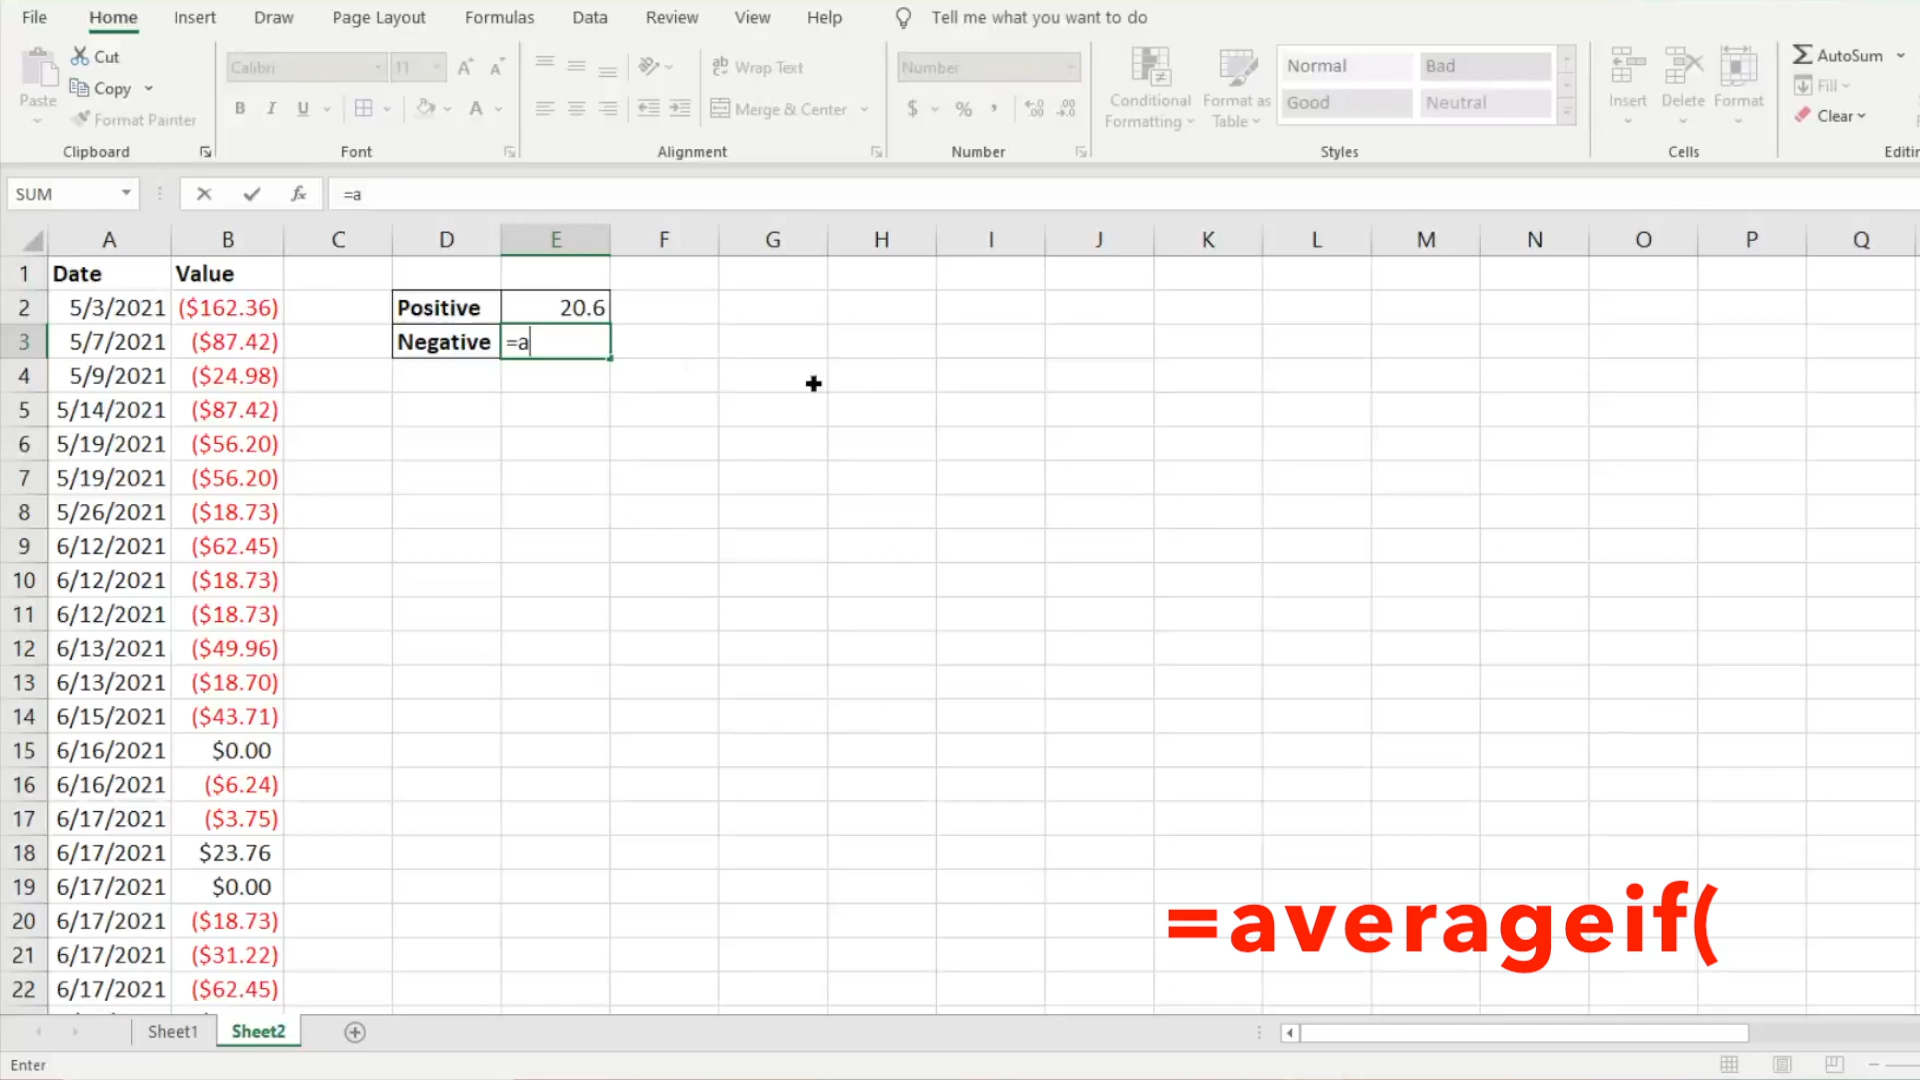 File Home Insert Draw Page Layout Formulas Data Review View Help Tell me what you want to do
Cut
Copy
Paste
Format Painter
Clipboard
Calibri 11
B I U A
Font
Wrap Text
Merge & Center
Alignment
Number
$ % ,
Number
Conditional Formatting
Format as Table
Normal Bad
Good Neutral
Styles
Insert Delete Format
Cells
AutoSum
Fill
Clear
SUM fx =a
A B C D E F G H I J K L M N O P Q
1 Date Value
2 5/3/2021 ($162.36) Positive 20.6
3 5/7/2021 ($87.42) Negative =a
4 5/9/2021 ($24.98)
5 5/14/2021 ($87.42)
6 5/19/2021 ($56.20)
7 5/19/2021 ($56.20)
8 5/26/2021 ($18.73)
9 6/12/2021 ($62.45)
10 6/12/2021 ($18.73)
11 6/12/2021 ($18.73)
12 6/13/2021 ($49.96)
13 6/13/2021 ($18.70)
14 6/15/2021 ($43.71)
15 6/16/2021 $0.00
16 6/16/2021 ($6.24)
17 6/17/2021 ($3.75)
18 6/17/2021 $23.76
19 6/17/2021 $0.00
20 6/17/2021 ($18.73)
21 6/17/2021 ($31.22)
22 6/17/2021 ($62.45)
=averageif(
Sheet1 Sheet2
Enter